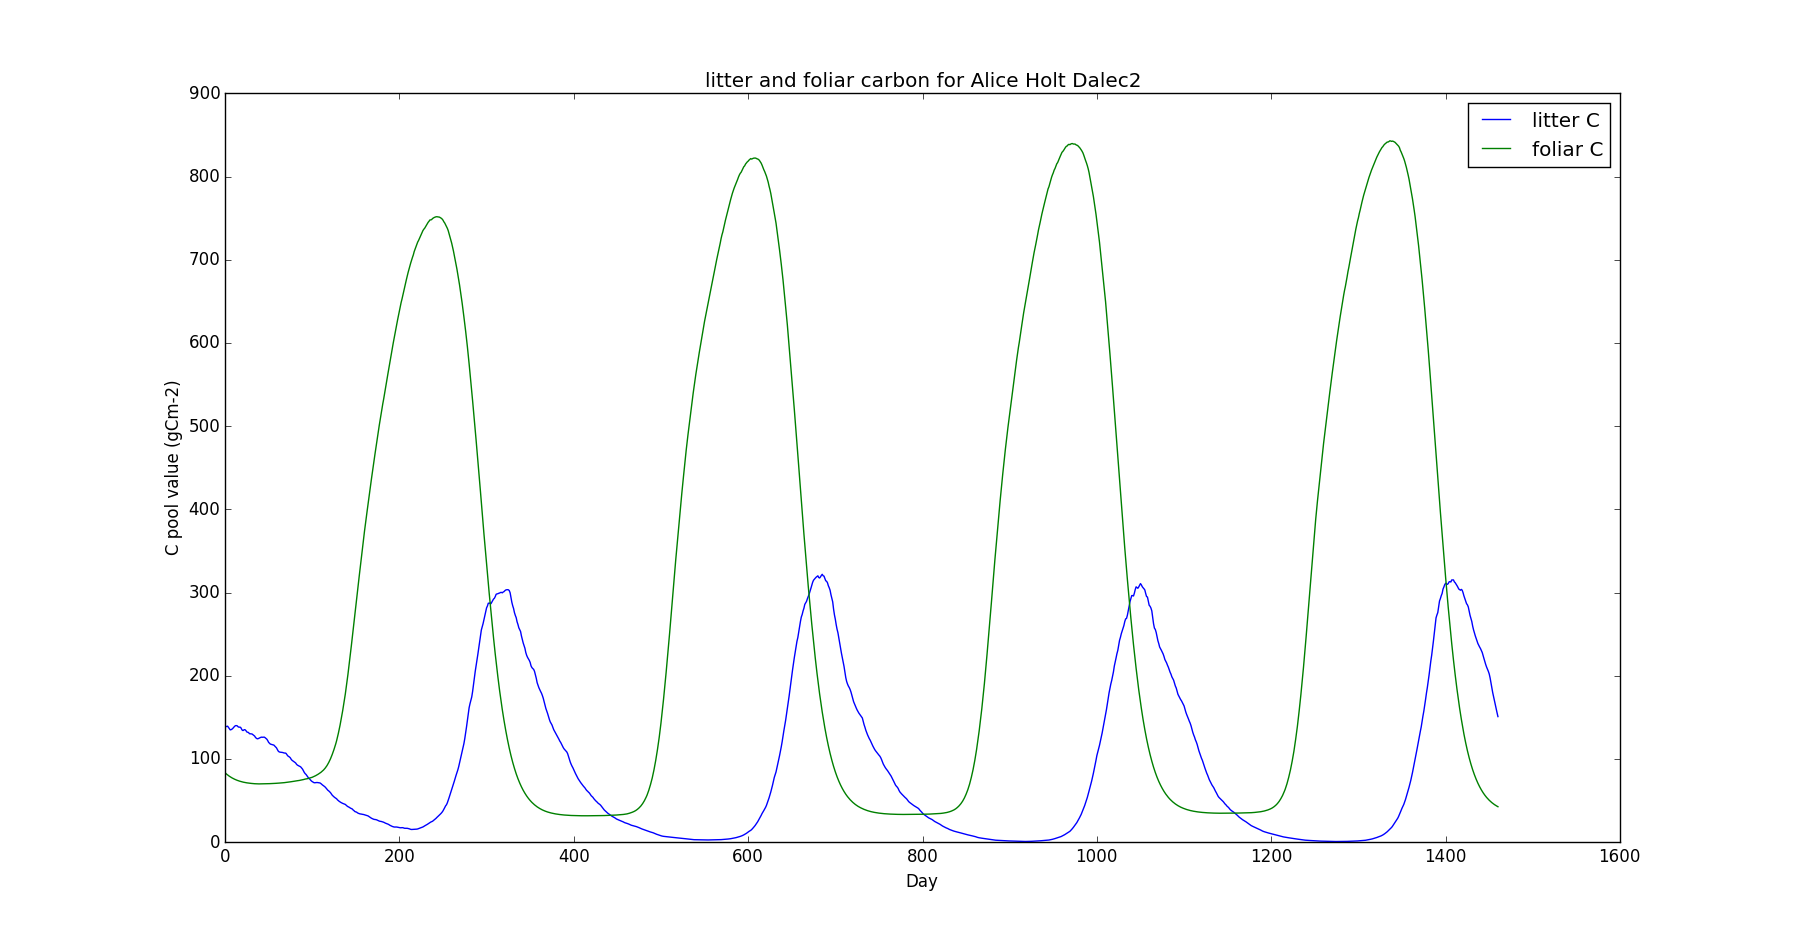 litter and foliar carbon for Alice Holt Dalec2
900
800
700
600
500
400
300
200
100
0
C pool value (gCm-2)
litter C
foliar C
0 200 400 600 800 1000 1200 1400 1600
Day